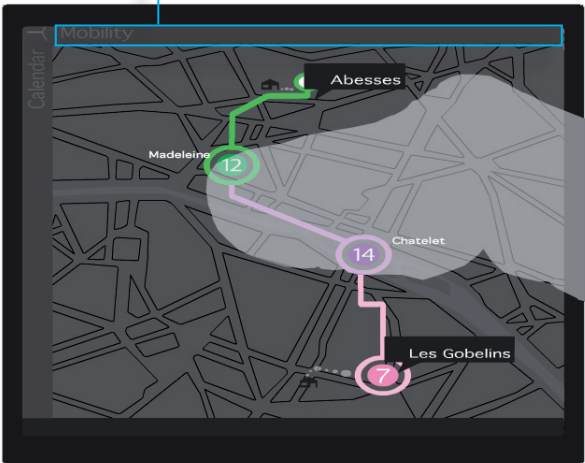 Mobility
Calendar
Abesses
Madeleine
12
Chatelet
14
Les Gobelins
7